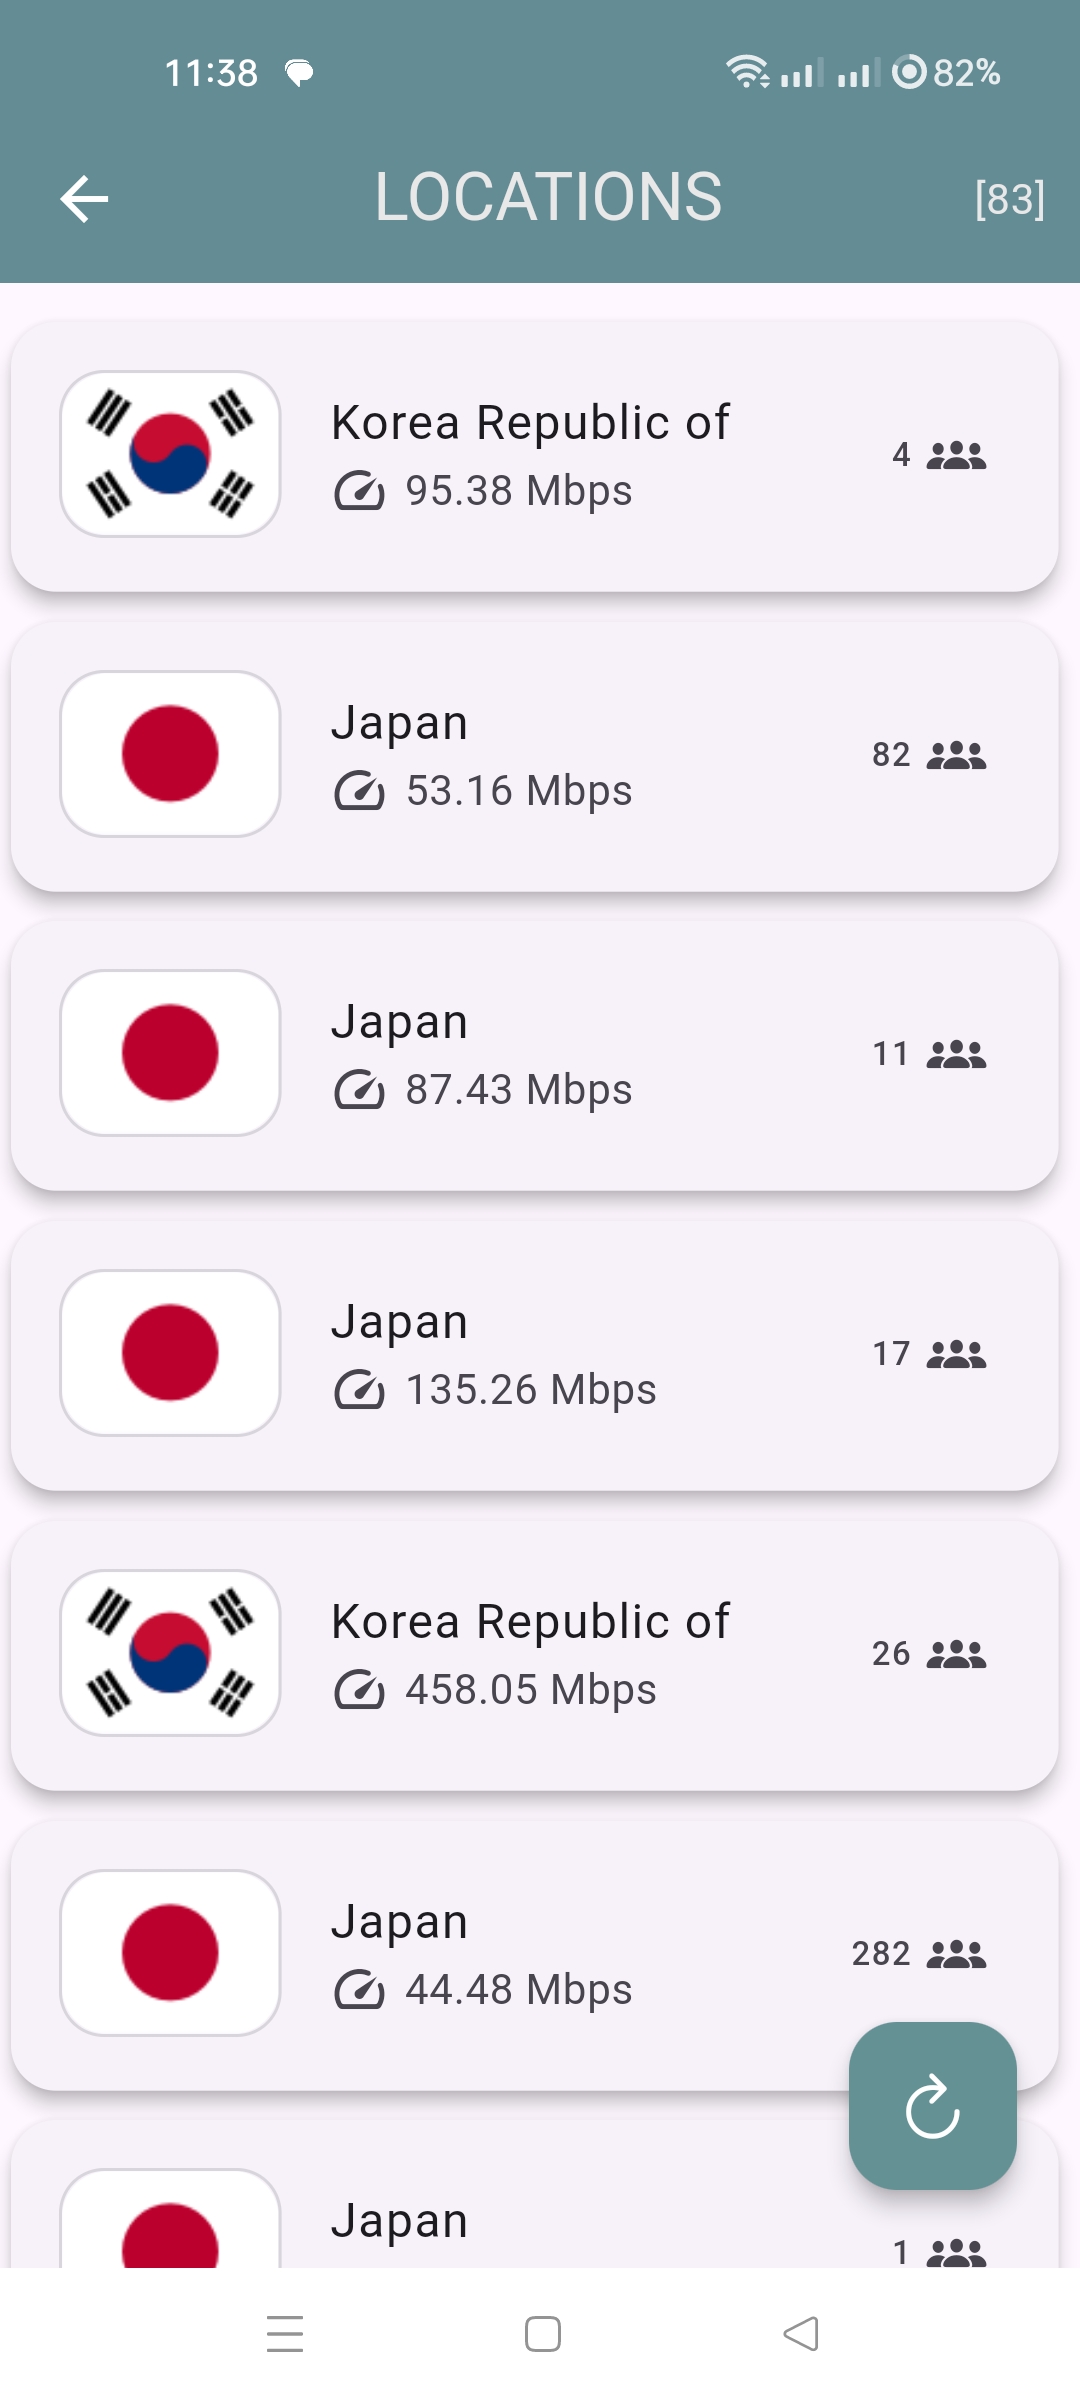 11:38
82%
LOCATIONS
[83]
Korea Republic of
95.38 Mbps
4
Japan
53.16 Mbps
82
Japan
87.43 Mbps
11
Japan
135.26 Mbps
17
Korea Republic of
458.05 Mbps
26
Japan
44.48 Mbps
282
Japan
1